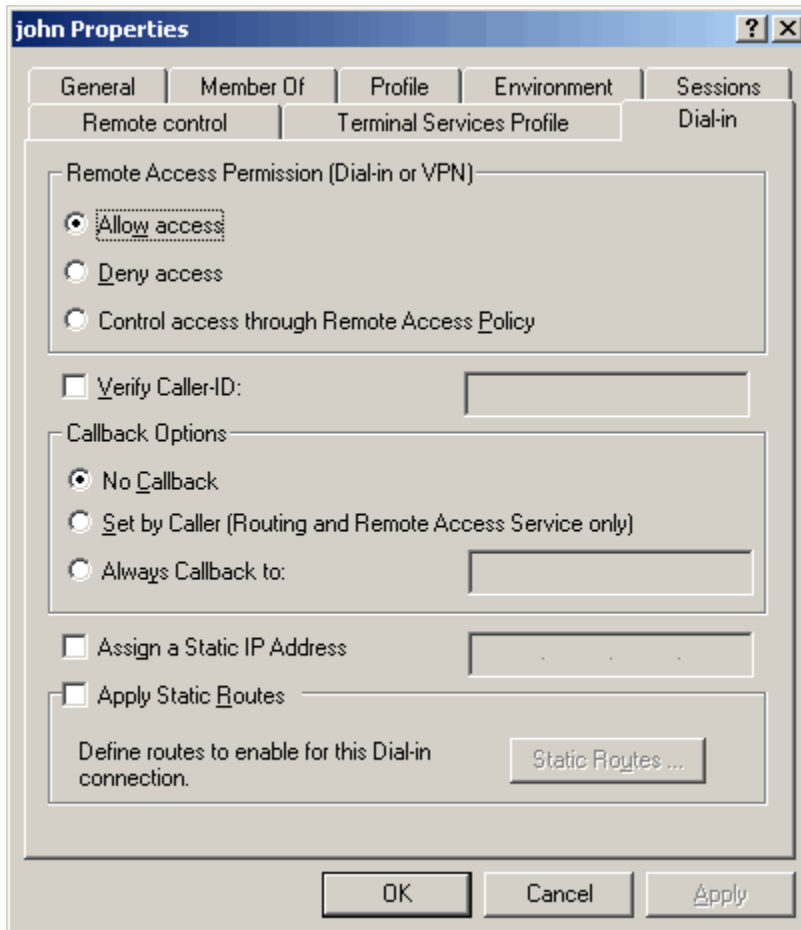 john Properties
General Member Of Profile Environment Sessions
Remote control Terminal Services Profile Dial-in
Remote Access Permission (Dial-in or VPN)
Allow access
Deny access
Control access through Remote Access Policy
Verify Caller-ID:
Callback Options
No Callback
Set by Caller (Routing and Remote Access Service only)
Always Callback to:
Assign a Static IP Address
Apply Static Routes
Define routes to enable for this Dial-in
connection.
Static Routes ...
OK Cancel Apply